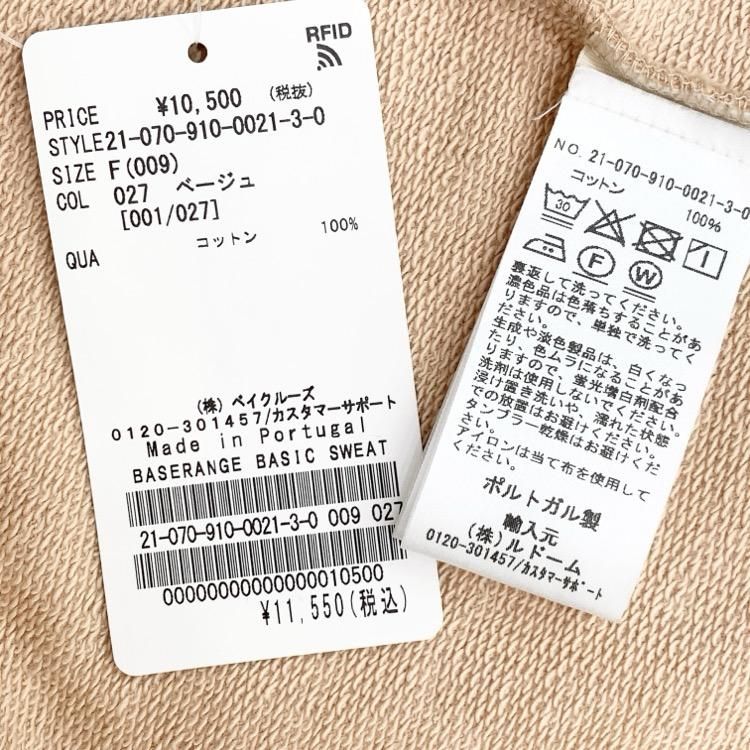 RFID
PRICE ¥10,500 (税抜)
STYLE 21-070-910-0021-3-0
SIZE F(009)
COL 027 ベージュ
[001/027]
QUA コットン 100%
(株) ベイクルーズ
0120-301457/カスタマーサポート
Made in Portugal
BASERANGE BASIC SWEAT
21-070-910-0021-3-0 009 027
00000000000000010500
¥11,550(税込)
NO. 21-070-910-0021-3-0
コットン 100%
30
F
W
裏返して洗ってください。
濃色品は色落ちすることがあ
りますので、単独で洗ってく
ださい。
生成や淡色製品は、白くなっ
たり、色ムラになることがあ
りますので、蛍光増白剤配合
洗剤は使用しないでください。
浸け置き洗いや、濡れた状態
での放置はお避けください。
タンブラー乾燥はお避けくだ
さい。
アイロンは当て布を使用して
ください。
ポルトガル製
輸入元
(株) ルドーム
0120-301457/カスタマーサポート